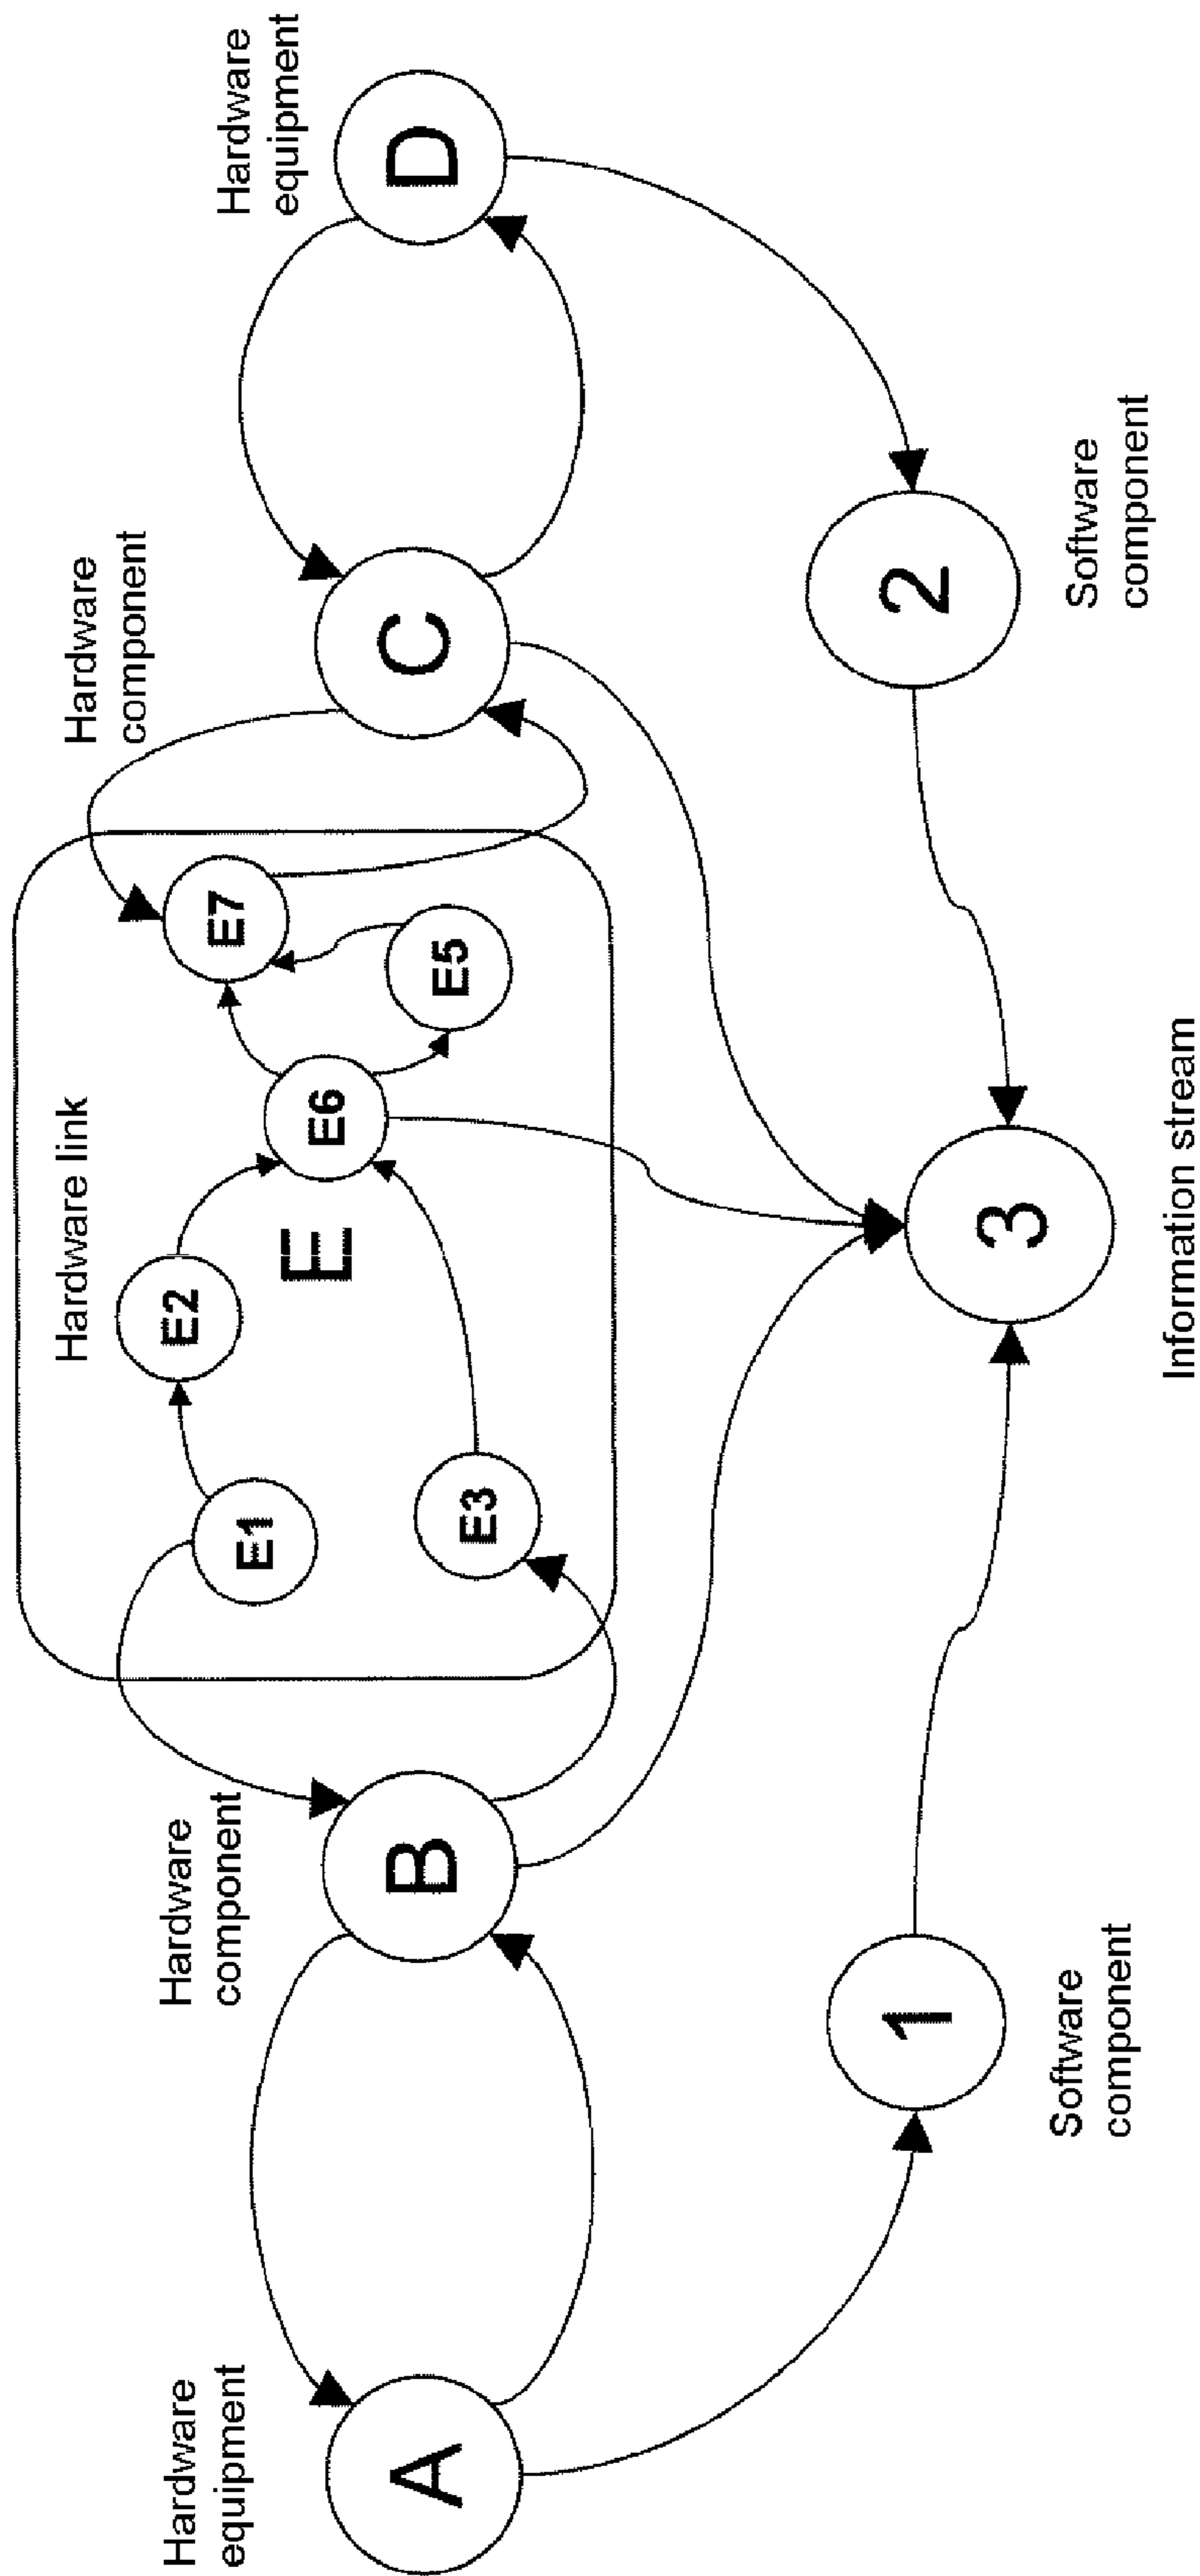 Hardware link
Hardware
equipment
Hardware
component
Hardware
component
Hardware
equipment
A
B
E
E1
E2
E3
E6
E5
E7
C
D
1
Software
component
3
Information stream
2
Software
component